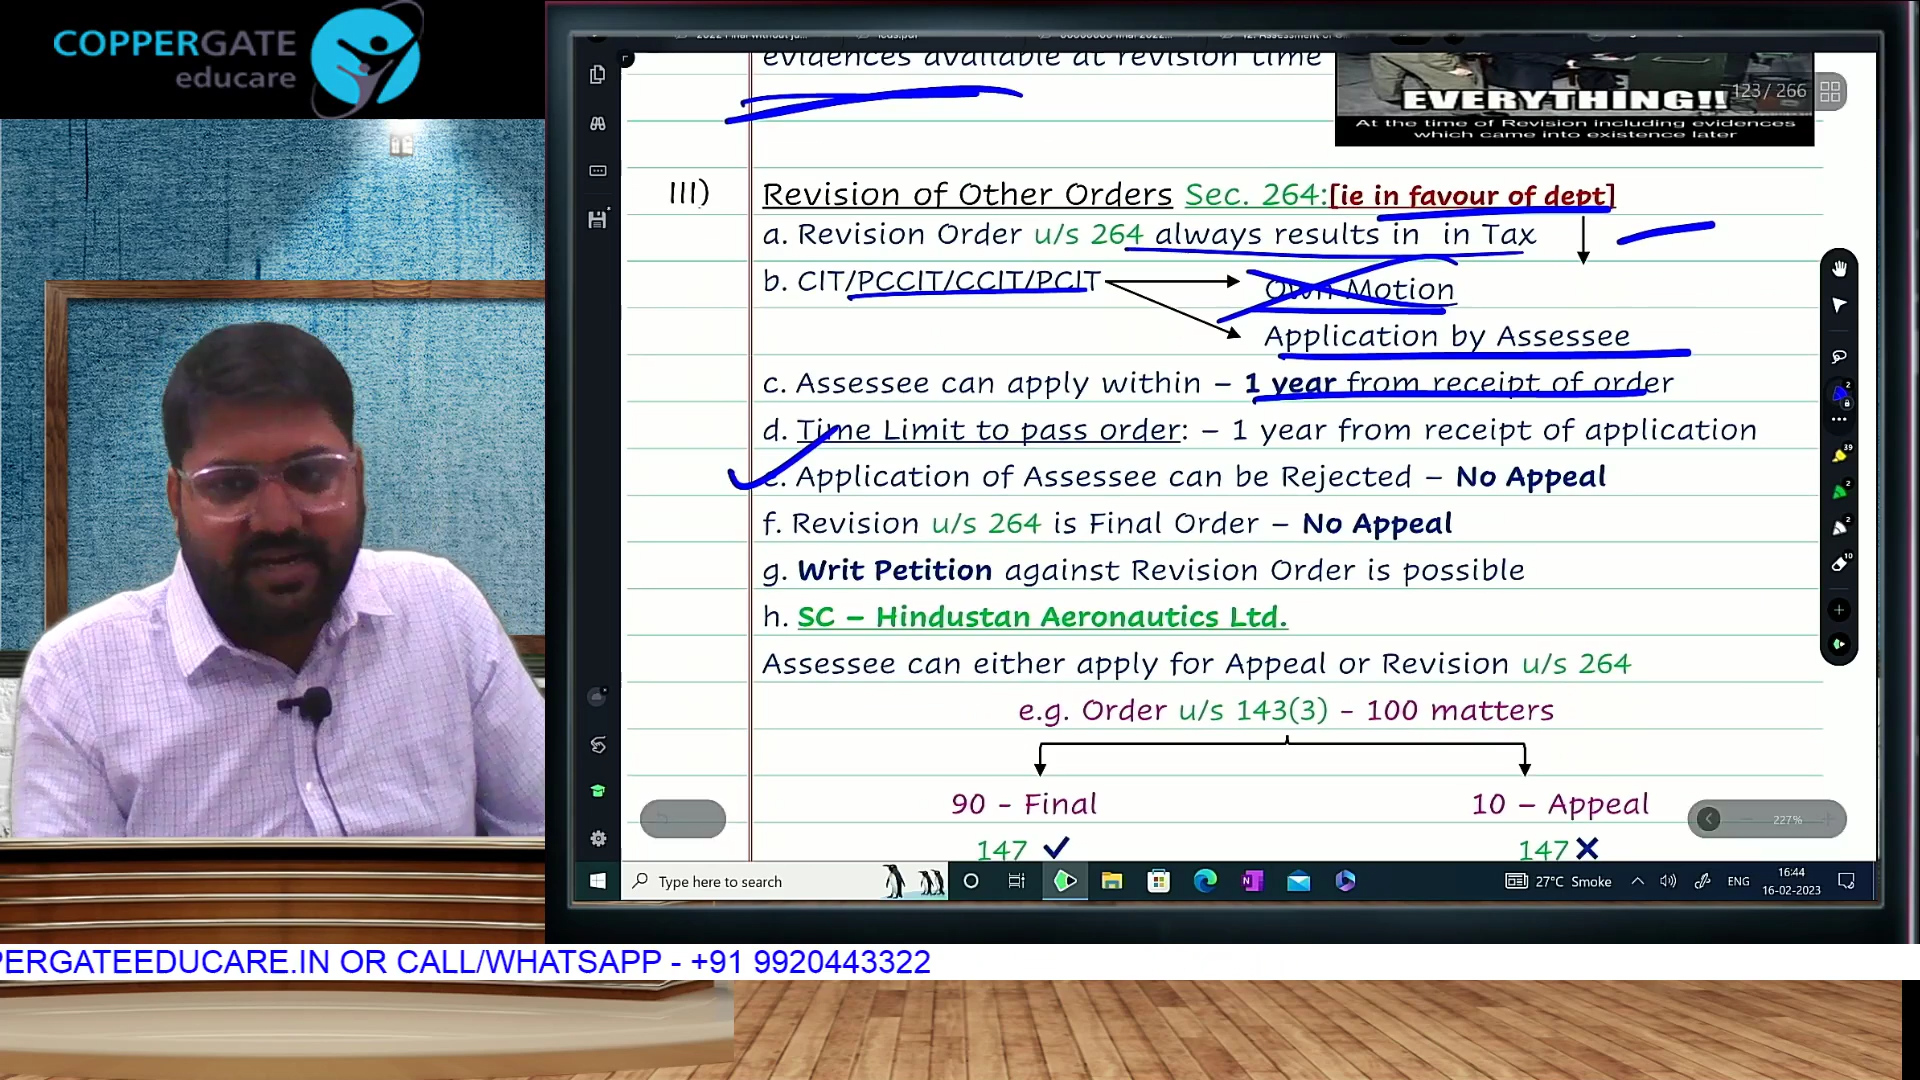 COPPERGATE
educare
evidences available at revision time
EVERYTHING!!
123 / 266
At the time of Revision including evidences
which came into existence later
III) Revision of Other Orders Sec. 264:[ie in favour of dept]
a. Revision Order u/s 264 always results in in Tax
b. CIT/PCCIT/CCIT/PCIT
Own Motion
Application by Assessee
c. Assessee can apply within – 1 year from receipt of order
d. Time Limit to pass order: – 1 year from receipt of application
e. Application of Assessee can be Rejected – No Appeal
f. Revision u/s 264 is Final Order – No Appeal
g. Writ Petition against Revision Order is possible
h. SC – Hindustan Aeronautics Ltd.
Assessee can either apply for Appeal or Revision u/s 264
e.g. Order u/s 143(3) - 100 matters
90 - Final 10 – Appeal
147 ✓ 147 ✕
227%
Type here to search
27°C Smoke
ENG
16:44
16-02-2023
PERGATEEDUCARE.IN OR CALL/WHATSAPP - +91 9920443322